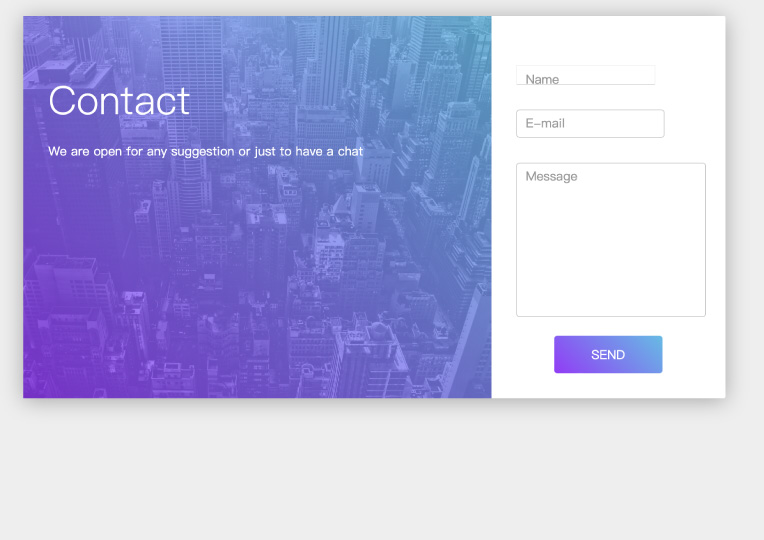 Contact
We are open for any suggestion or just to have a chat
Name
E-mail
Message
SEND